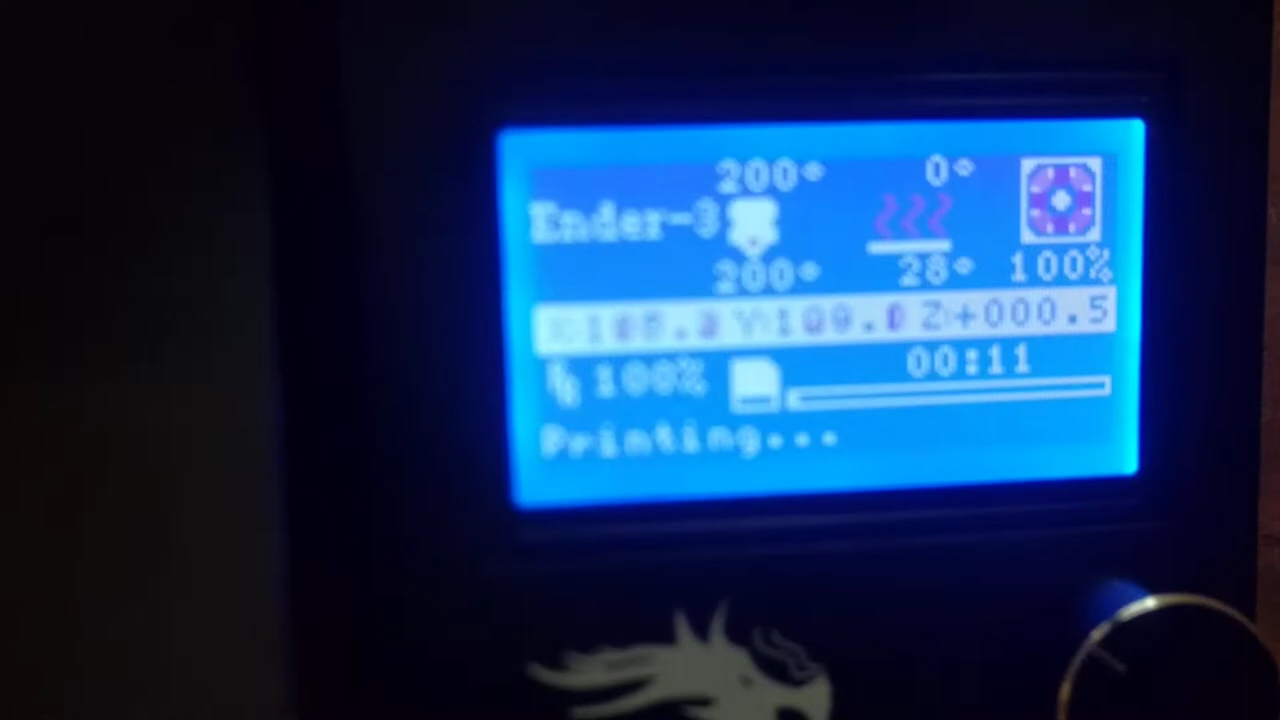 200° 0°
Ender-3
200° 28° 100%
Z+000.5
00:11
100%
Printing...